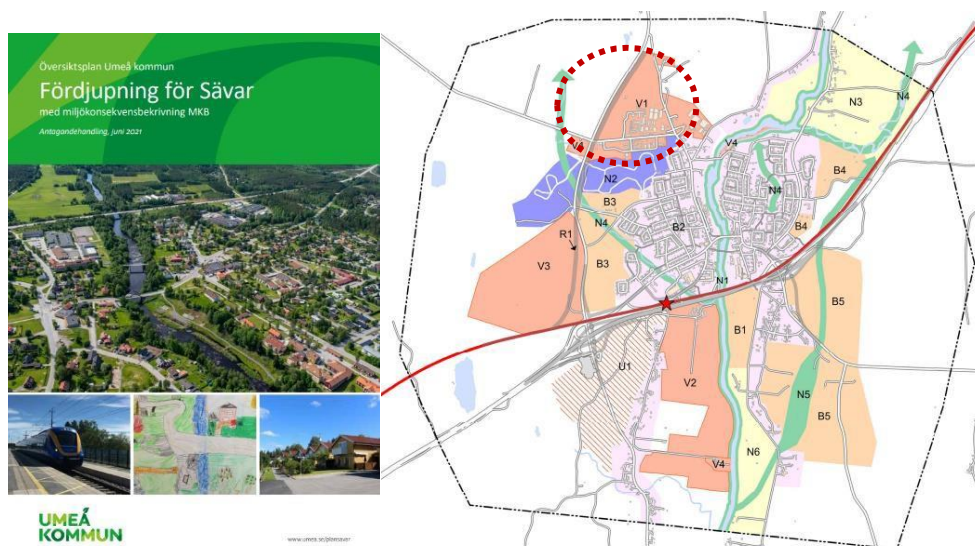 Översiktsplan Umeå kommun
Fördjupning för Sävar
med miljökonsekvensbeskrivning MKB
Antagandehandling, juni 2021
UMEÅ
KOMMUN
www.umea.se/plansavar
V1
N3
N4
V4
N2
B4
B3
N4
N4
B2
R1
B4
V3
B3
N1
B5
B1
U1
V2
N5
B5
N6
V4